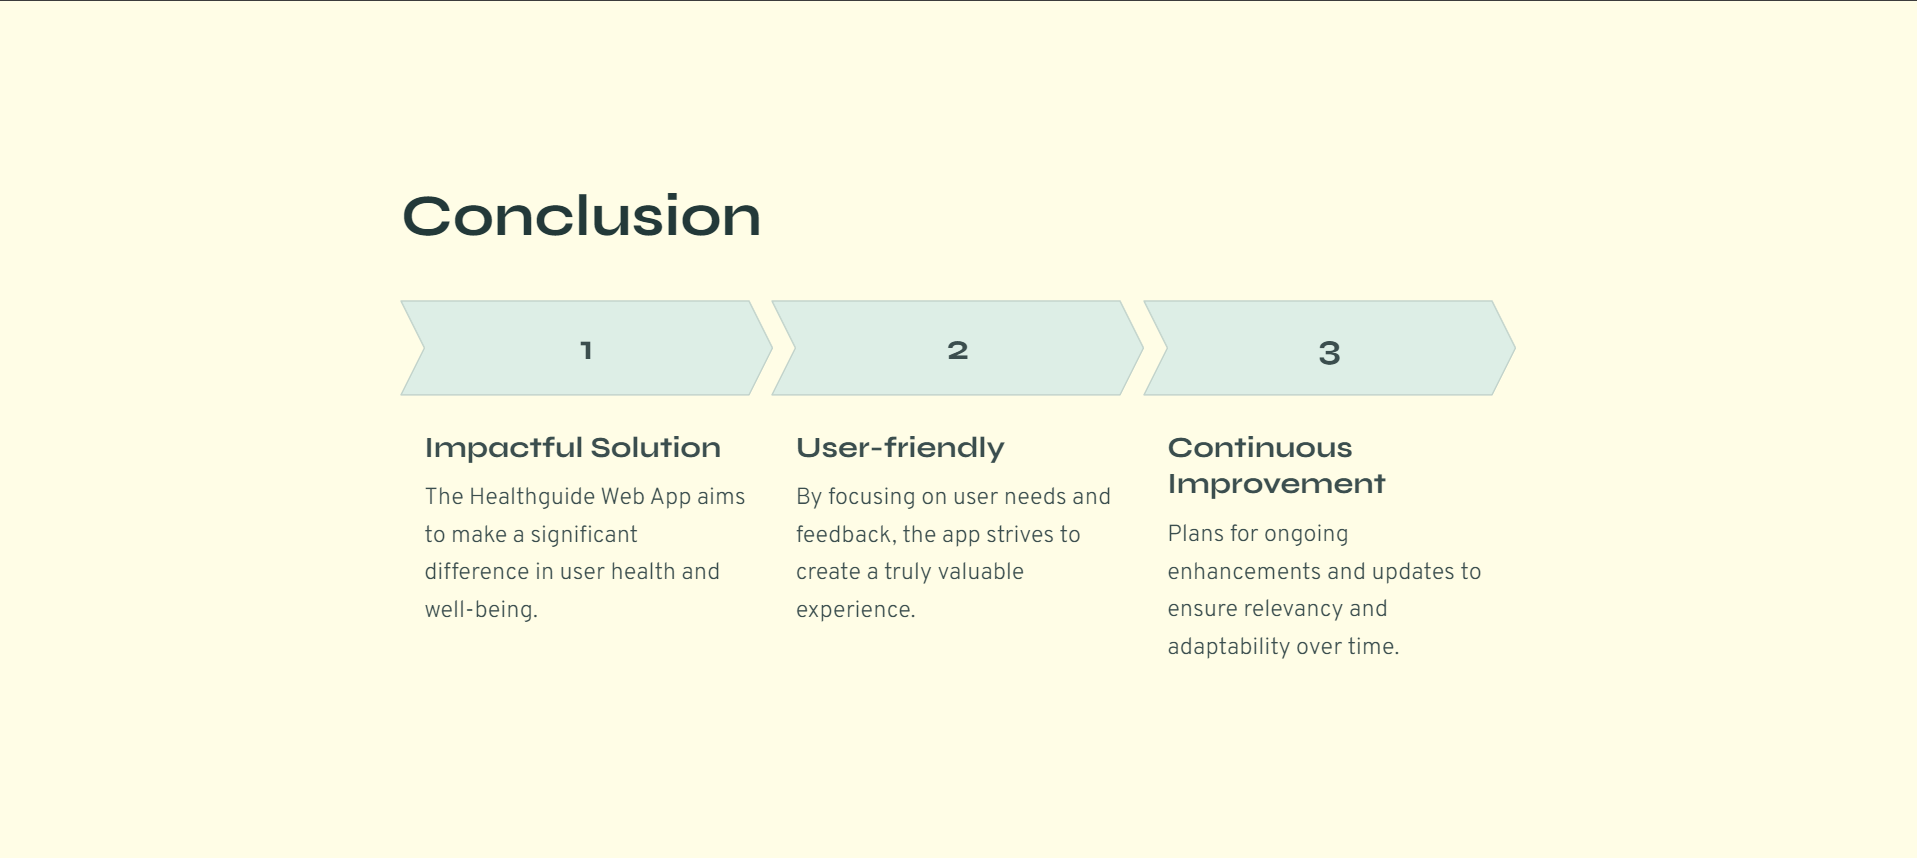 Conclusion
1
2
3
Impactful Solution
The Healthguide Web App aims
to make a significant
difference in user health and
well-being.
User-friendly
By focusing on user needs and
feedback, the app strives to
create a truly valuable
experience.
Continuous
Improvement
Plans for ongoing
enhancements and updates to
ensure relevancy and
adaptability over time.